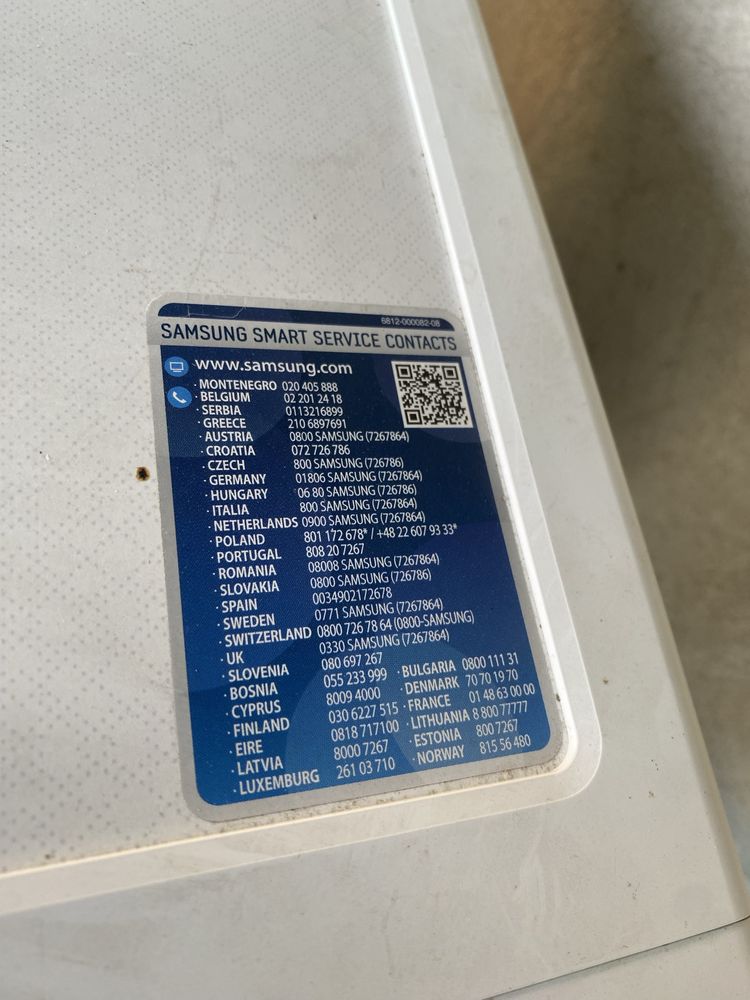 6812-000082-08
SAMSUNG SMART SERVICE CONTACTS
www.samsung.com
· MONTENEGRO 020 405 888
· BELGIUM 02 201 24 18
· SERBIA 0113216899
· GREECE 210 6897691
· AUSTRIA 0800 SAMSUNG (7267864)
· CROATIA 072 726 786
· CZECH 800 SAMSUNG (726786)
· GERMANY 01806 SAMSUNG (7267864)
· HUNGARY 06 80 SAMSUNG (726786)
· ITALIA 800 SAMSUNG (7267864)
· NETHERLANDS 0900 SAMSUNG (7267864)
· POLAND 801 172 678* / +48 22 607 93 33*
· PORTUGAL 808 20 7267
· ROMANIA 08008 SAMSUNG (7267864)
· SLOVAKIA 0800 SAMSUNG (726786)
· SPAIN 0034902172678
· SWEDEN 0771 SAMSUNG (7267864)
· SWITZERLAND 0800 726 78 64 (0800-SAMSUNG)
· UK 0330 SAMSUNG (7267864)
· SLOVENIA 080 697 267
· BOSNIA 055 233 999 · BULGARIA 0800 111 31
· CYPRUS 8009 4000 · DENMARK 70 70 19 70
· FINLAND 030 6227 515 · FRANCE 01 48 63 00 00
· EIRE 0818 717100 · LITHUANIA 8 800 77777
· LATVIA 8000 7267 · ESTONIA 800 7267
· LUXEMBURG 261 03 710 · NORWAY 815 56 480